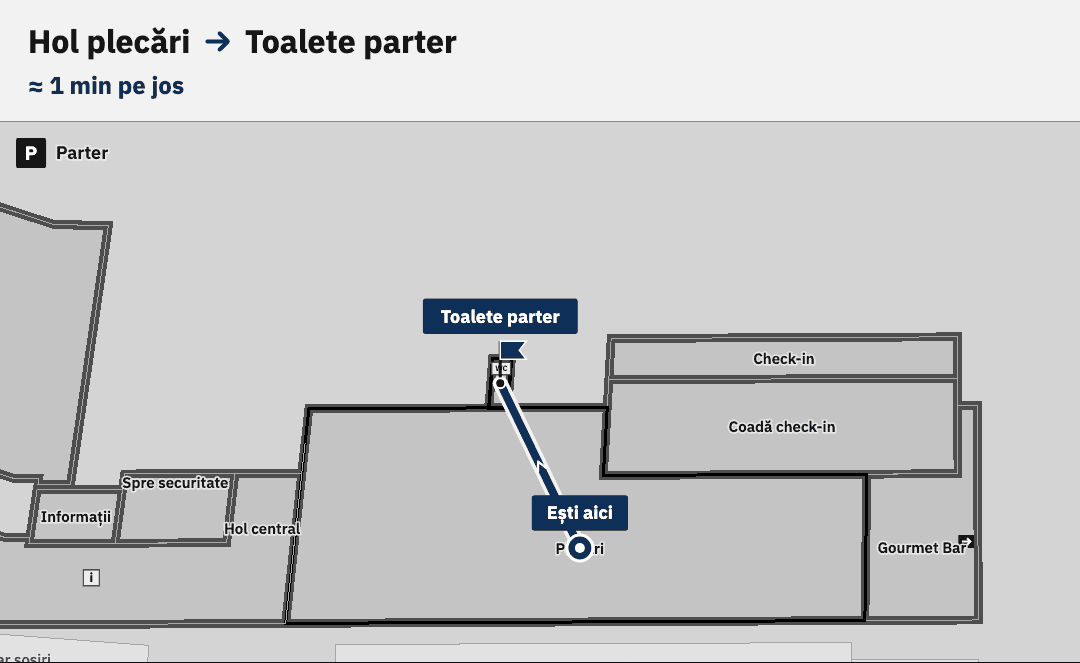 Hol plecări → Toalete parter
≈ 1 min pe jos
P Parter
Toalete parter
WC
Check-in
Coadă check-in
Spre securitate
Ești aici
Informații
Hol central
Gourmet Bar
i
sosiri